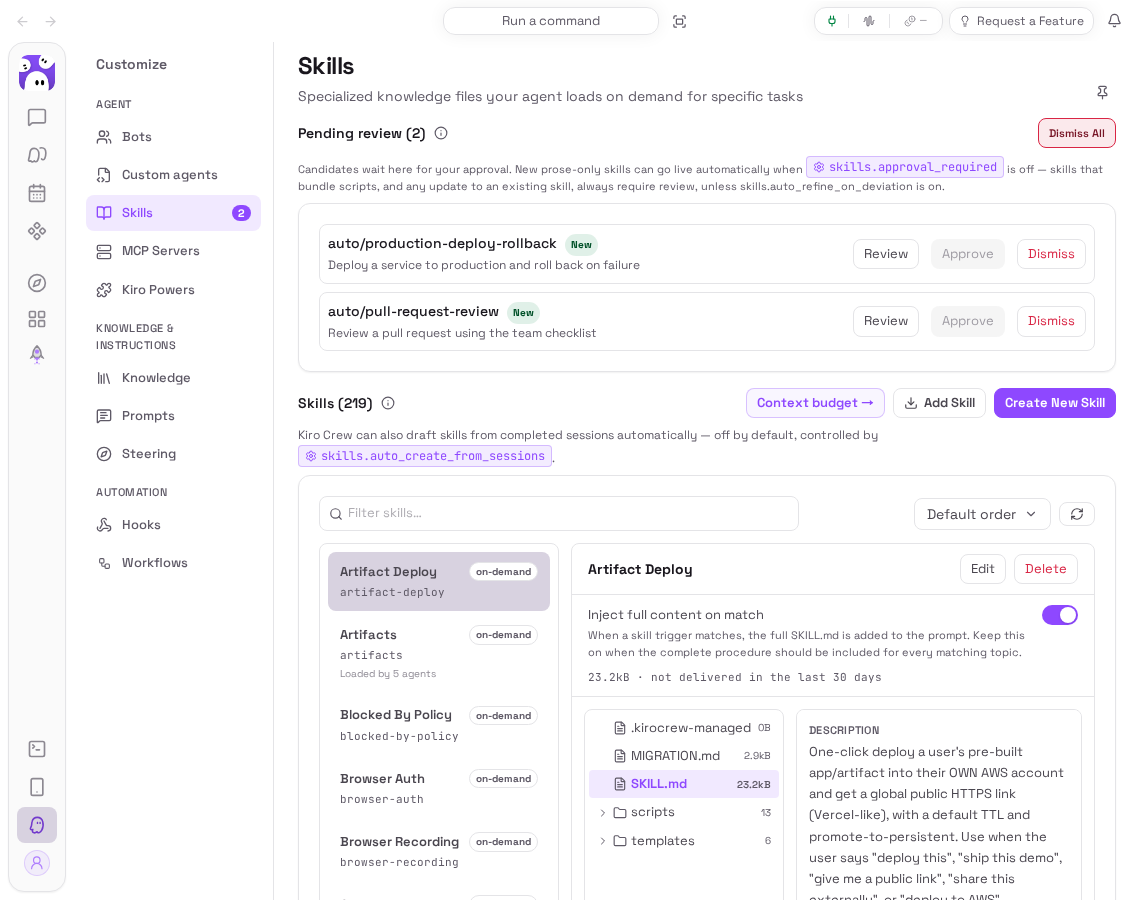 Run a command
Request a Feature
Customize
AGENT
Bots
Custom agents
Skills
2
MCP Servers
Kiro Powers
KNOWLEDGE &
INSTRUCTIONS
Knowledge
Prompts
Steering
AUTOMATION
Hooks
Workflows
Skills
Specialized knowledge files your agent loads on demand for specific tasks
Pending review (2)
Dismiss All
Candidates wait here for your approval. New prose-only skills can go live automatically when skills.approval_required is off — skills that
bundle scripts, and any update to an existing skill, always require review, unless skills.auto_refine_on_deviation is on.
auto/production-deploy-rollback New
Deploy a service to production and roll back on failure
Review Approve Dismiss
auto/pull-request-review New
Review a pull request using the team checklist
Review Approve Dismiss
Skills (219)
Context budget → Add Skill Create New Skill
Kiro Crew can also draft skills from completed sessions automatically — off by default, controlled by
skills.auto_create_from_sessions.
Filter skills...
Default order
Artifact Deploy on-demand
artifact-deploy
Artifacts on-demand
artifacts
Loaded by 5 agents
Blocked By Policy on-demand
blocked-by-policy
Browser Auth on-demand
browser-auth
Browser Recording on-demand
browser-recording
Artifact Deploy
Edit Delete
Inject full content on match
When a skill trigger matches, the full SKILL.md is added to the prompt. Keep this
on when the complete procedure should be included for every matching topic.
23.2kB · not delivered in the last 30 days
.kirocrew-managed 0B
MIGRATION.md 2.9kB
SKILL.md 23.2kB
scripts 13
templates 6
DESCRIPTION
One-click deploy a user's pre-built
app/artifact into their OWN AWS account
and get a global public HTTPS link
(Vercel-like), with a default TTL and
promote-to-persistent. Use when the
user says "deploy this", "ship this demo",
"give me a public link", "share this
externally", or "deploy to AWS".